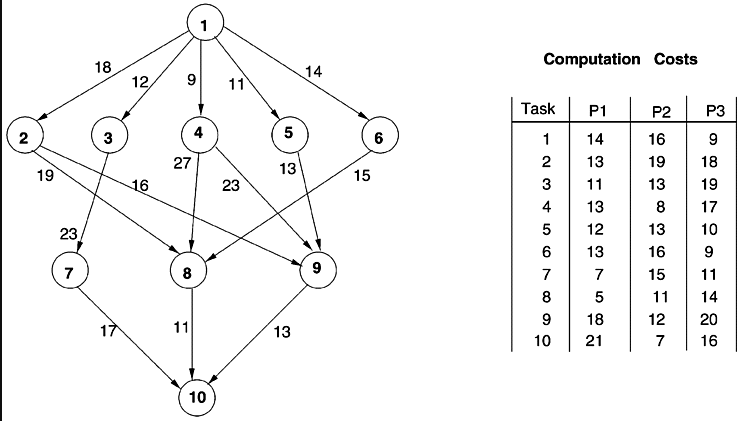 1
18
12
9
11
14
2
3
4
5
6
19
16
27
23
13
15
23
7
8
9
17
11
13
10
Computation Costs
Task P1 P2 P3
1 14 16 9
2 13 19 18
3 11 13 19
4 13 8 17
5 12 13 10
6 13 16 9
7 7 15 11
8 5 11 14
9 18 12 20
10 21 7 16